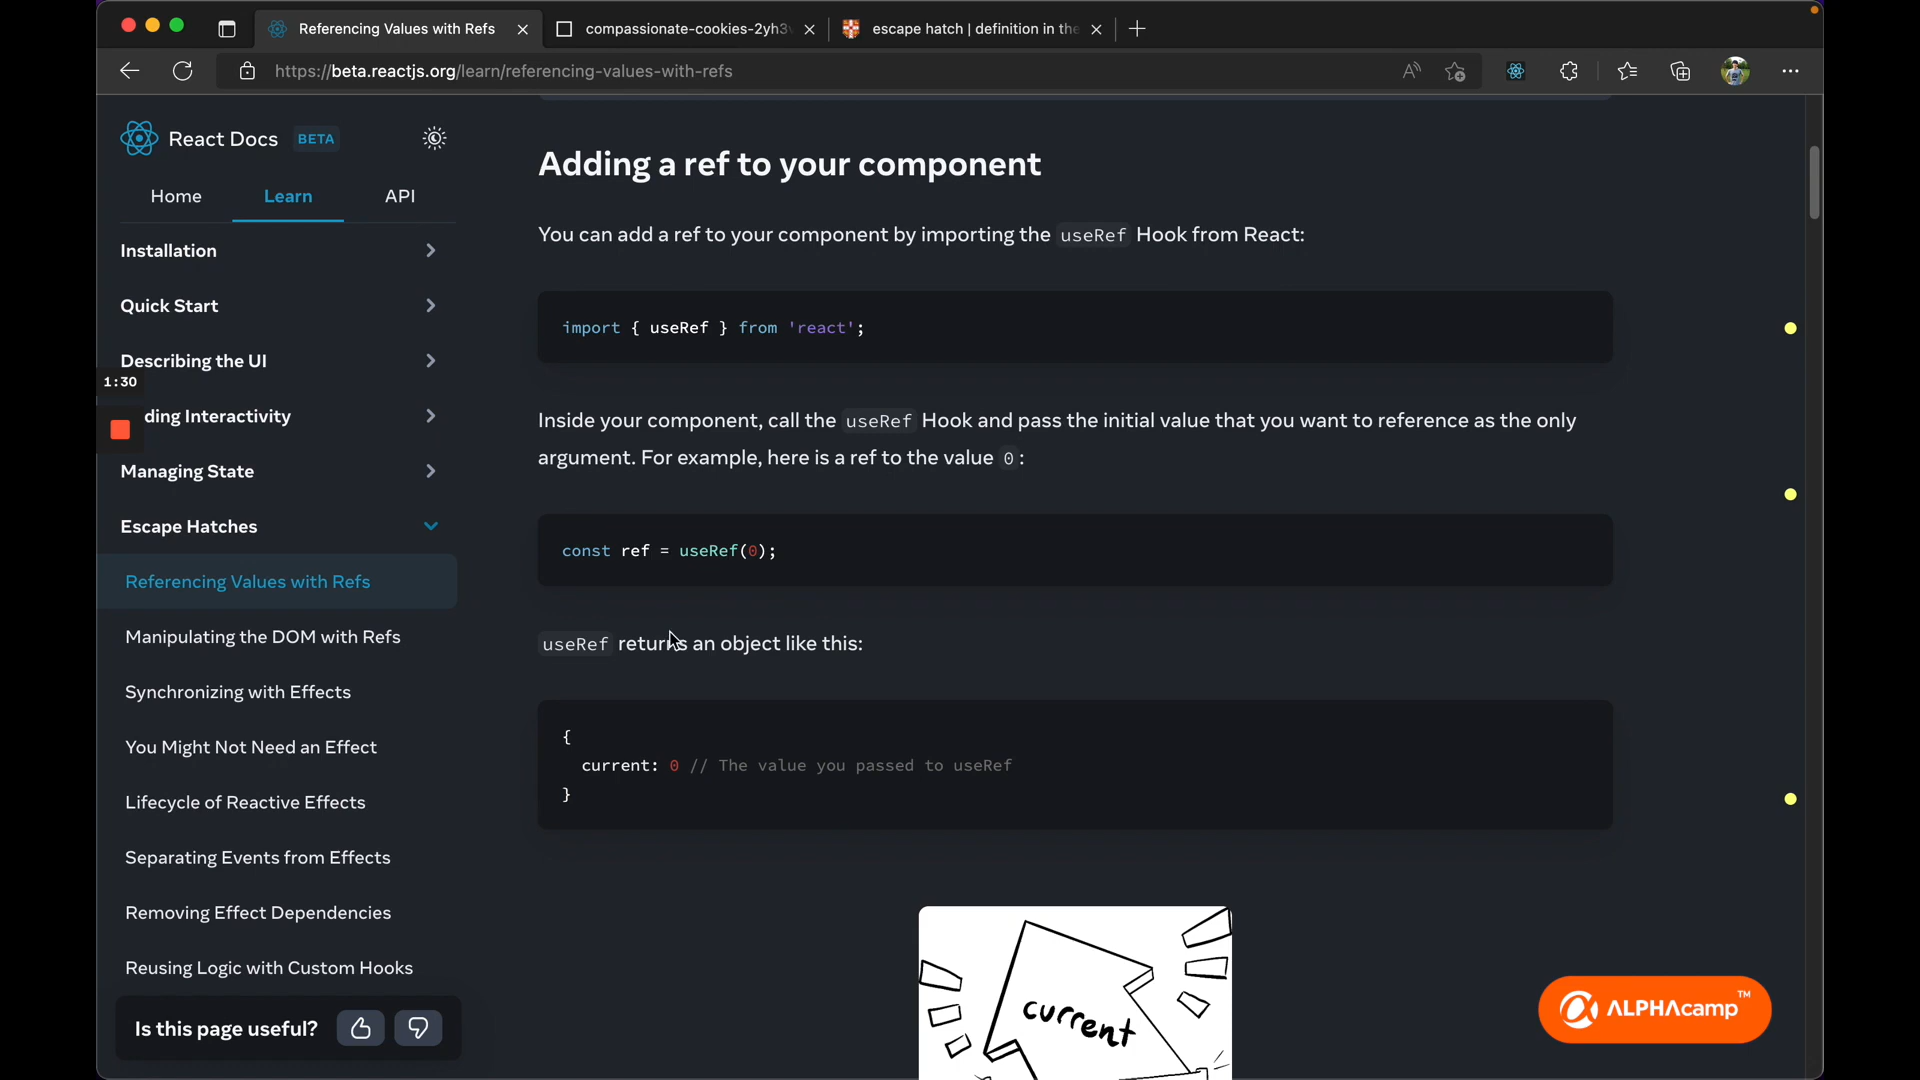 Referencing Values with Refs
compassionate-cookies-2yh3v
escape hatch | definition in the
https://beta.reactjs.org/learn/referencing-values-with-refs
React Docs BETA
Home Learn API
Installation
Quick Start
Describing the UI
1:30
ding Interactivity
Managing State
Escape Hatches
Referencing Values with Refs
Manipulating the DOM with Refs
Synchronizing with Effects
You Might Not Need an Effect
Lifecycle of Reactive Effects
Separating Events from Effects
Removing Effect Dependencies
Reusing Logic with Custom Hooks
Is this page useful?
Adding a ref to your component
You can add a ref to your component by importing the useRef Hook from React:
import { useRef } from 'react';
Inside your component, call the useRef Hook and pass the initial value that you want to reference as the only
argument. For example, here is a ref to the value 0 :
const ref = useRef(0);
useRef returns an object like this:
{
current: 0 // The value you passed to useRef
}
current
ALPHAcamp™